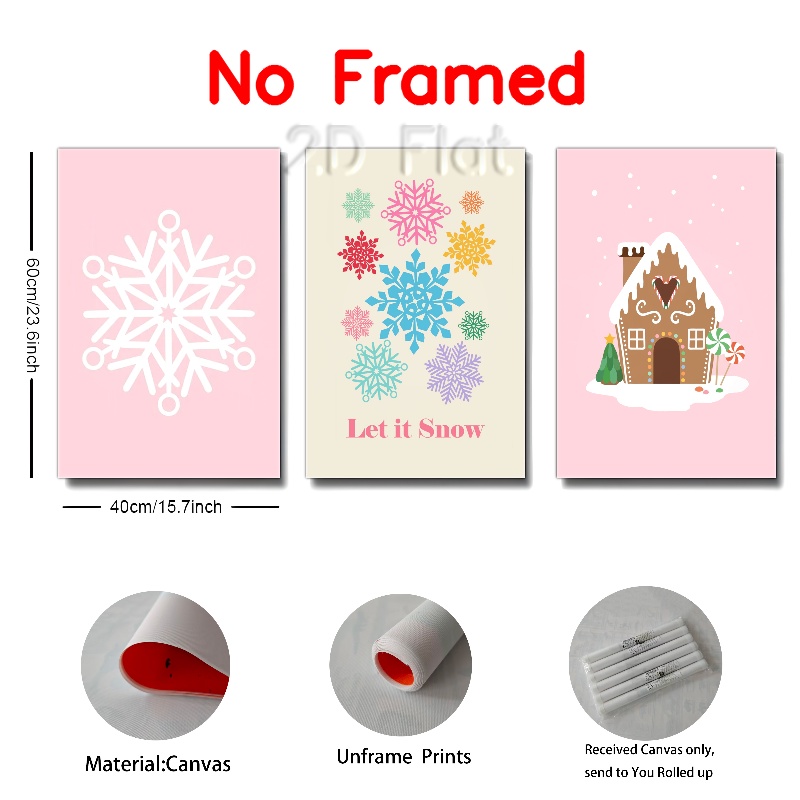 No Framed
2D Flat
60cm/23.6inch
Let it Snow
40cm/15.7inch
Material:Canvas
Unframe Prints
Received Canvas only,
send to You Rolled up